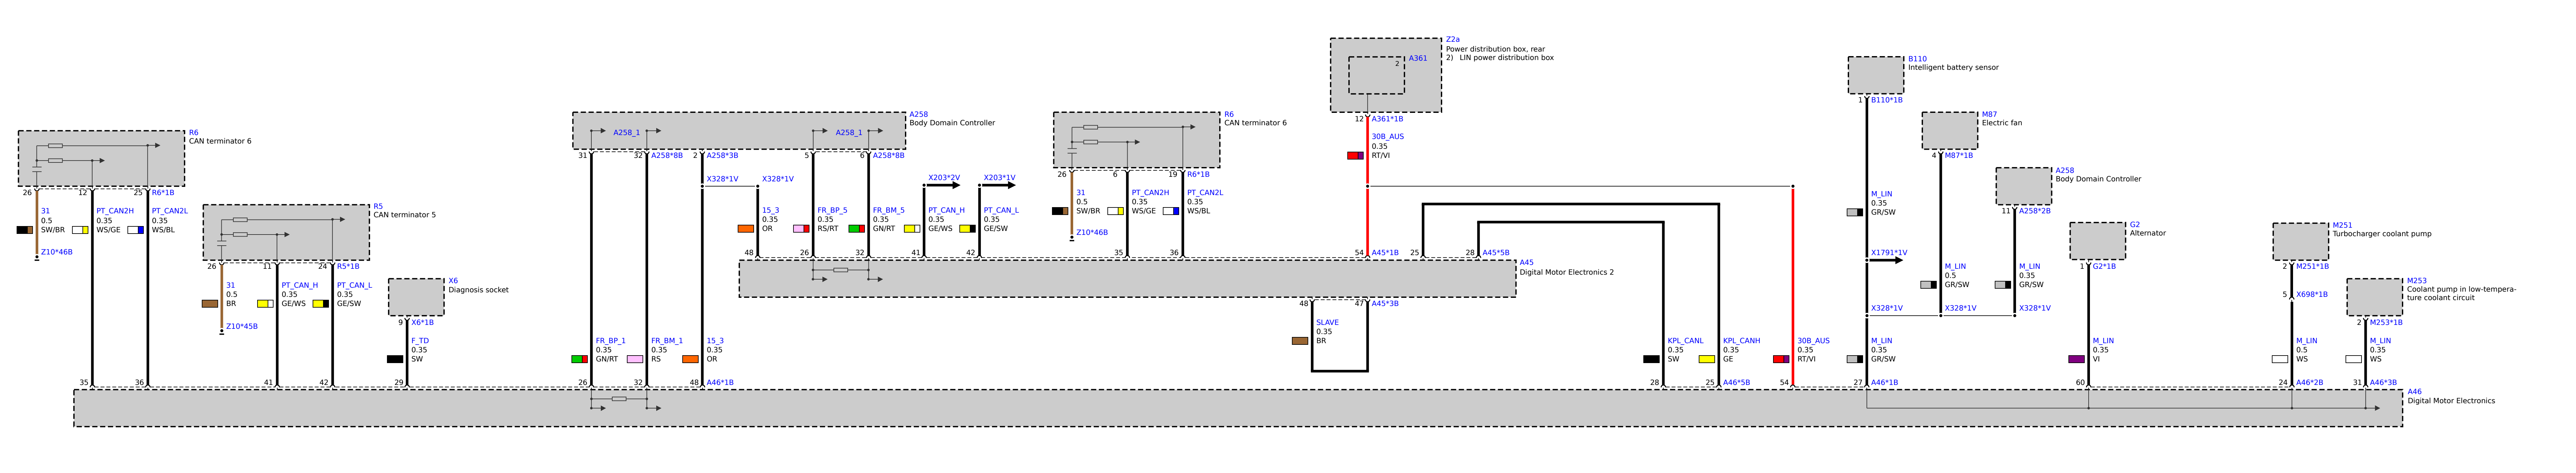 Z2a
Power distribution box, rear
2) LIN power distribution box
A361
2
12
A361*1B
30B_AUS
0.35
RT/VI
B110
Intelligent battery sensor
1
B110*1B
M87
Electric fan
4
M87*1B
A258
Body Domain Controller
11
A258*2B
R6
CAN terminator 6
26
12
25
R6*1B
31
0.5
SW/BR
PT_CAN2H
0.35
WS/GE
PT_CAN2L
0.35
WS/BL
Z10*46B
R5
CAN terminator 5
26
11
24
R5*1B
31
0.5
BR
PT_CAN_H
0.35
GE/WS
PT_CAN_L
0.35
GE/SW
Z10*45B
X6
Diagnosis socket
9
X6*1B
F_TD
0.35
SW
A258
Body Domain Controller
A258_1
A258_1
31
32
A258*8B
2
A258*3B
5
6
A258*8B
X328*1V
X328*1V
X203*2V
X203*1V
15_3
0.35
OR
FR_BP_5
0.35
RS/RT
FR_BM_5
0.35
GN/RT
PT_CAN_H
0.35
GE/WS
PT_CAN_L
0.35
GE/SW
R6
CAN terminator 6
26
6
19
R6*1B
31
0.5
SW/BR
PT_CAN2H
0.35
WS/GE
PT_CAN2L
0.35
WS/BL
Z10*46B
48
26
32
41
42
35
36
54
A45*1B
25
28
A45*5B
A45
Digital Motor Electronics 2
48
47
A45*3B
SLAVE
0.35
BR
FR_BP_1
0.35
GN/RT
FR_BM_1
0.35
RS
15_3
0.35
OR
KPL_CANL
0.35
SW
KPL_CANH
0.35
GE
30B_AUS
0.35
RT/VI
M_LIN
0.35
GR/SW
X1791*1V
M_LIN
0.5
GR/SW
M_LIN
0.35
GR/SW
X328*1V
X328*1V
X328*1V
M_LIN
0.35
GR/SW
G2
Alternator
1
G2*1B
M_LIN
0.35
VI
M251
Turbocharger coolant pump
2
M251*1B
5
X698*1B
M_LIN
0.5
WS
M253
Coolant pump in low-tempera-
ture coolant circuit
2
M253*1B
M_LIN
0.35
WS
35
36
41
42
29
26
32
48
A46*1B
28
25
A46*5B
54
27
A46*1B
60
24
A46*2B
31
A46*3B
A46
Digital Motor Electronics